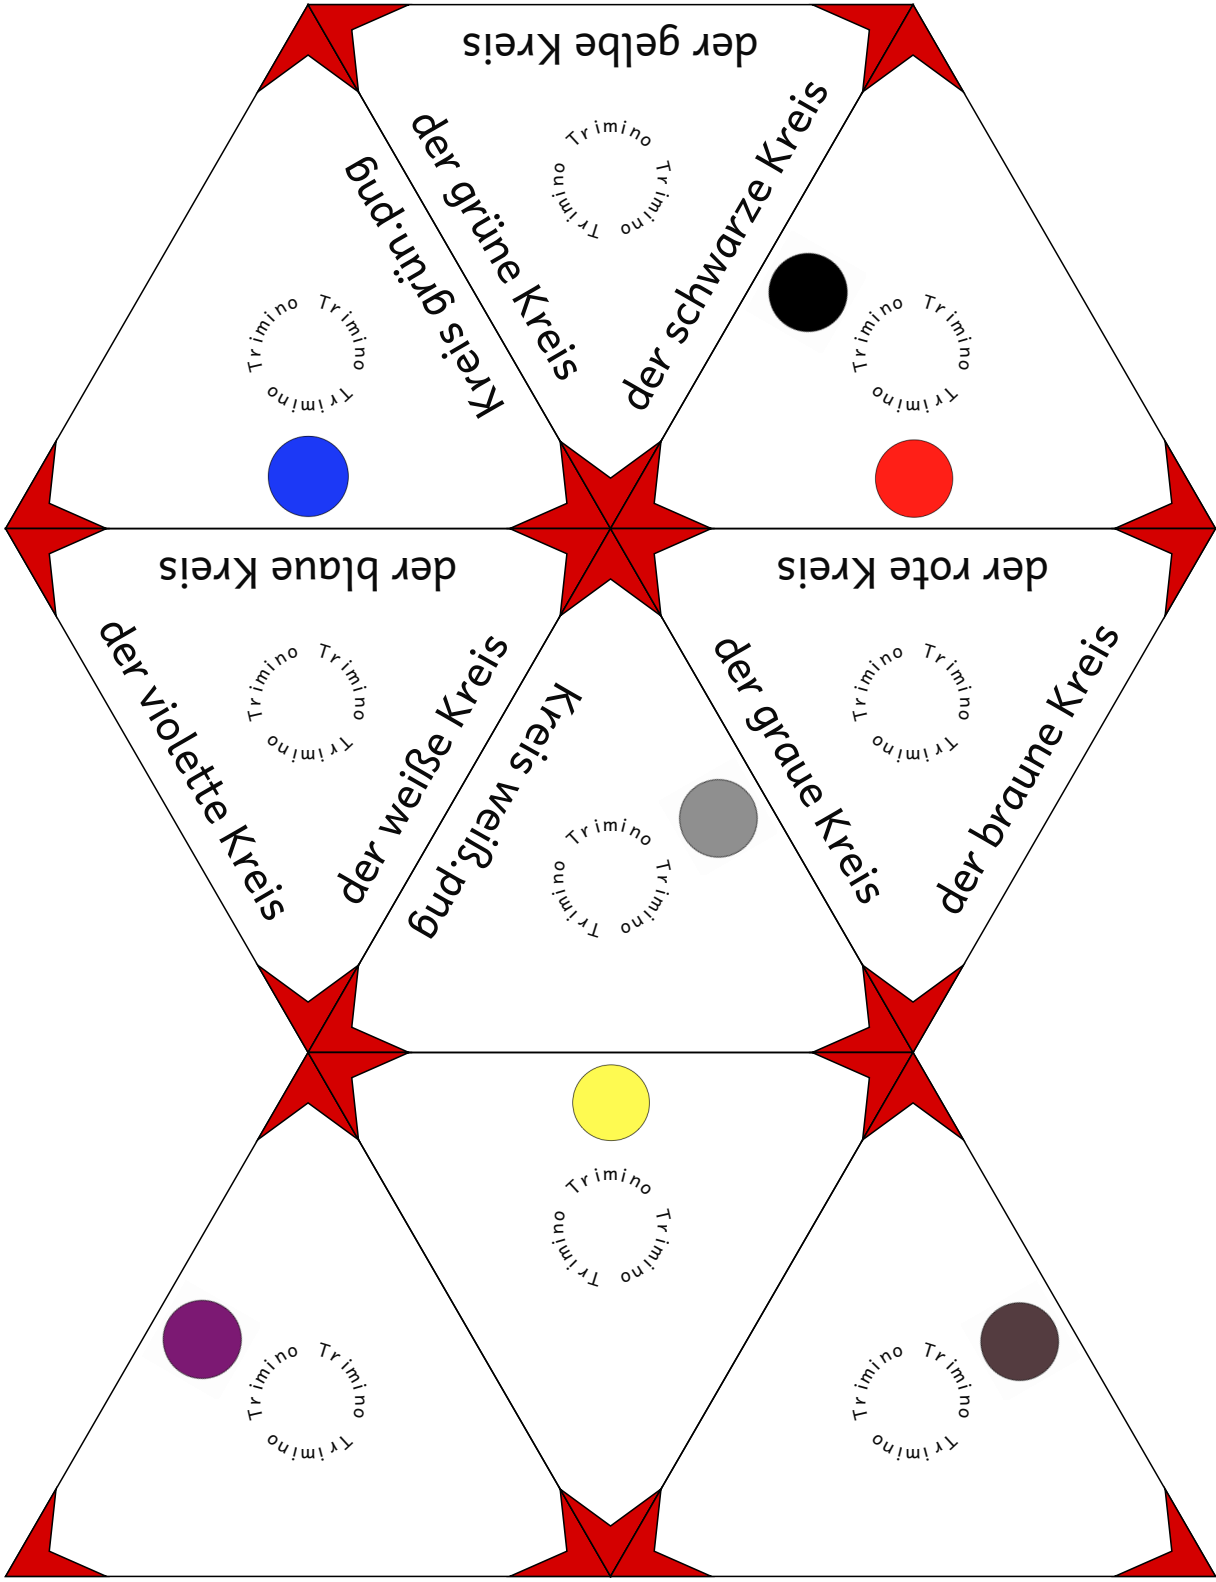 der gelbe Kreis
der grüne Kreis
der schwarze Kreis
Trimino Trimino Trimino
Kreis grün.png
Trimino Trimino Trimino
Trimino Trimino Trimino
der blaue Kreis
der violette Kreis
der weiße Kreis
Trimino Trimino Trimino
Kreis weiß.png
Trimino Trimino Trimino
der rote Kreis
der graue Kreis
der braune Kreis
Trimino Trimino Trimino
Trimino Trimino Trimino
Trimino Trimino Trimino
Trimino Trimino Trimino